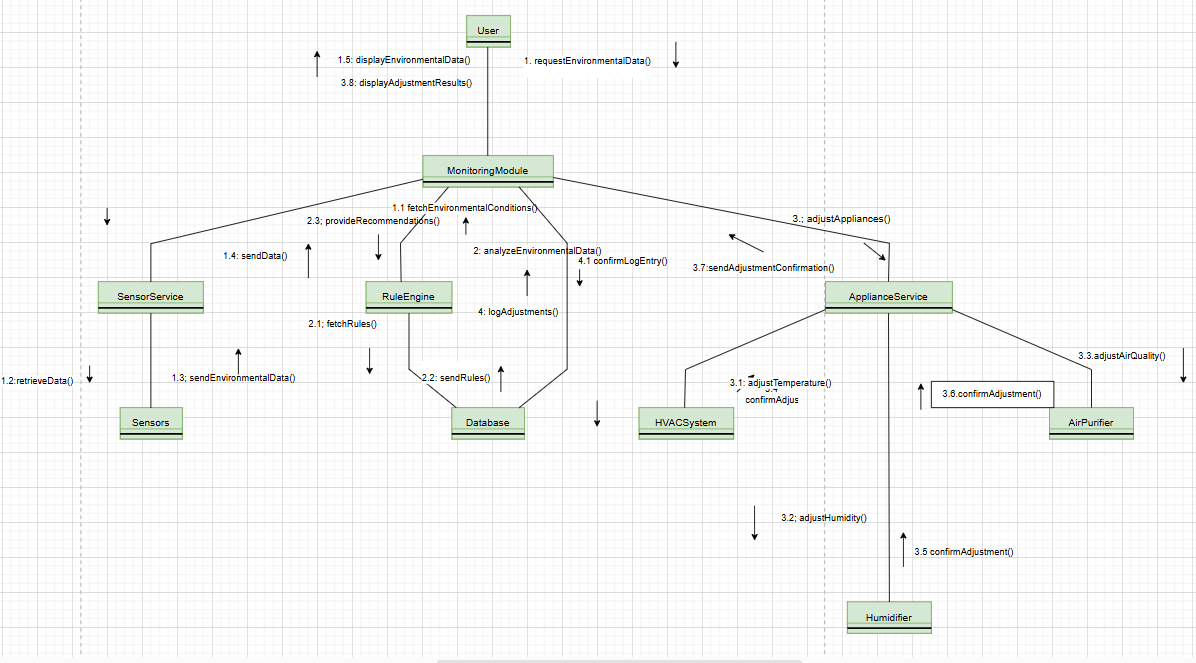 User
1.5: displayEnvironmentalData()
1. requestEnvironmentalData()
3.8: displayAdjustmentResults()
MonitoringModule
1.1 fetchEnvironmentalConditions()
2.3; provideRecommendations()
3.; adjustAppliances()
1.4: sendData()
2: analyzeEnvironmentalData()
4.1 confirmLogEntry()
3.7:sendAdjustmentConfirmation()
SensorService
RuleEngine
ApplianceService
4: logAdjustments()
2.1; fetchRules()
3.3.adjustAirQuality()
1.2:retrieveData()
1.3; sendEnvironmentalData()
2.2: sendRules()
3.1: adjustTemperature()
confirmAdjus
3.6.confirmAdjustment()
Sensors
Database
HVACSystem
AirPurifier
3.2; adjustHumidity()
3.5 confirmAdjustment()
Humidifier